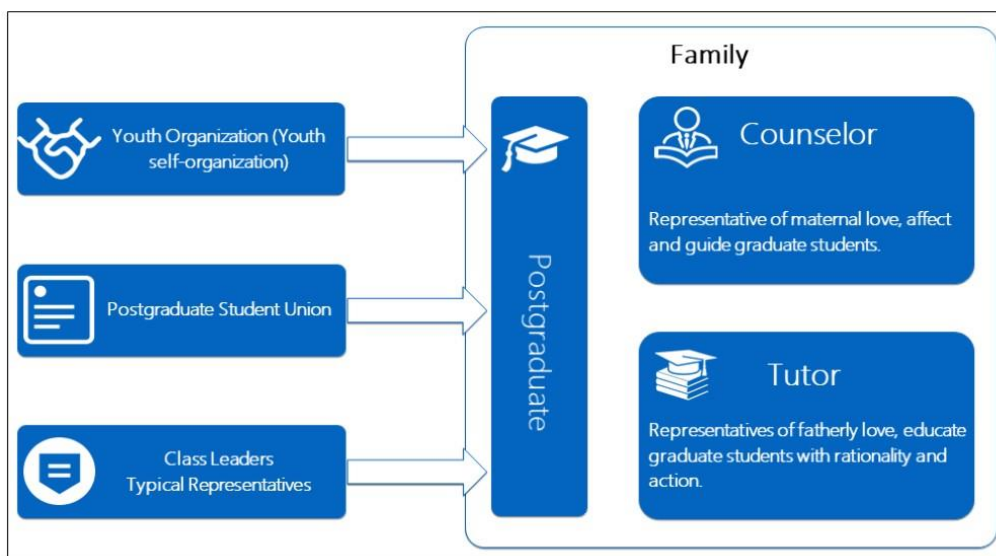 Family
Youth Organization (Youth
self-organization)
Postgraduate Student Union
Class Leaders
Typical Representatives
Postgraduate
Counselor
Representative of maternal love, affect
and guide graduate students.
Tutor
Representatives of fatherly love, educate
graduate students with rationality and
action.